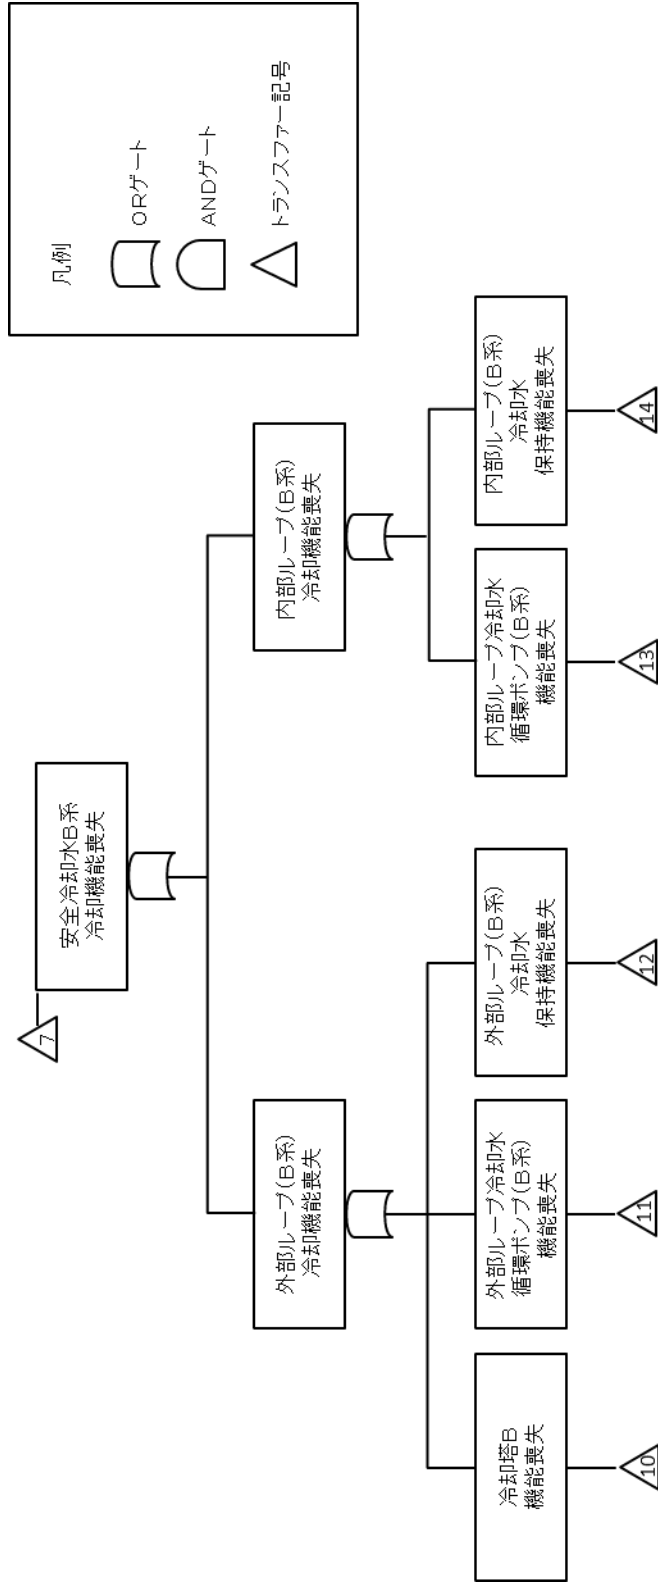 凡例
ORゲート
ANDゲート
トランスファー記号
7
安全冷却水B系
冷却機能喪失
外部ループ(B系)
冷却機能喪失
内部ループ(B系)
冷却機能喪失
冷却塔B
機能喪失
外部ループ冷却水
循環ポンプ(B系)
機能喪失
外部ループ(B系)
冷却水
保持機能喪失
内部ループ冷却水
循環ポンプ(B系)
機能喪失
内部ループ(B系)
冷却水
保持機能喪失
10
11
12
13
14